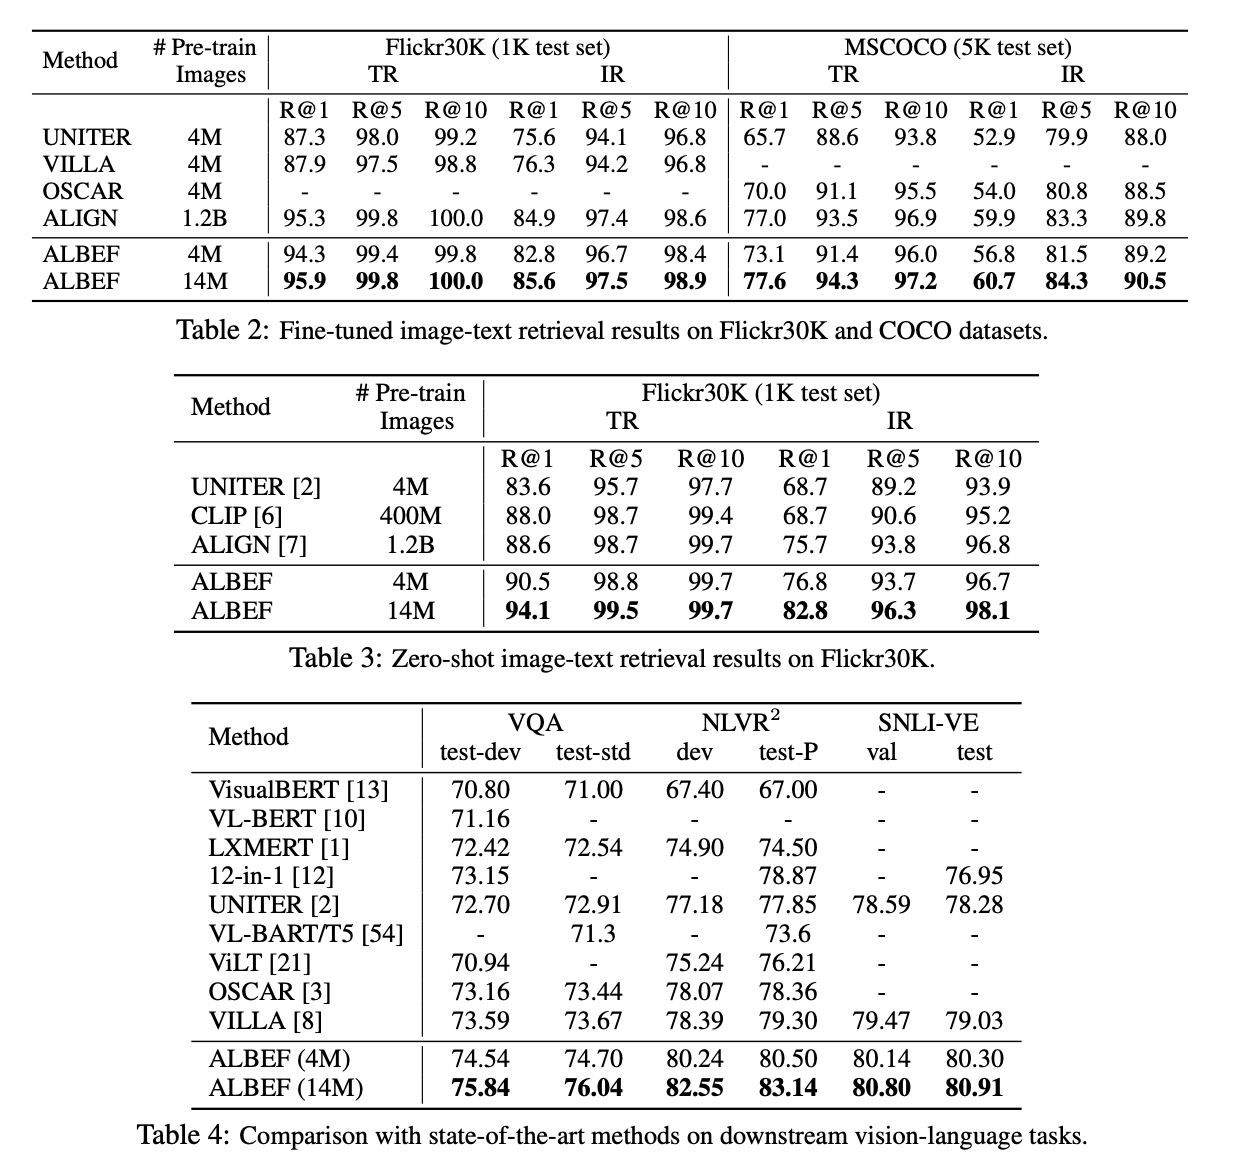 Method # Pre-train Images Flickr30K (1K test set) MSCOCO (5K test set)
TR IR TR IR
R@1 R@5 R@10 R@1 R@5 R@10 R@1 R@5 R@10 R@1 R@5 R@10
UNITER 4M 87.3 98.0 99.2 75.6 94.1 96.8 65.7 88.6 93.8 52.9 79.9 88.0
VILLA 4M 87.9 97.5 98.8 76.3 94.2 96.8 - - - - - -
OSCAR 4M - - - - - - 70.0 91.1 95.5 54.0 80.8 88.5
ALIGN 1.2B 95.3 99.8 100.0 84.9 97.4 98.6 77.0 93.5 96.9 59.9 83.3 89.8
ALBEF 4M 94.3 99.4 99.8 82.8 96.7 98.4 73.1 91.4 96.0 56.8 81.5 89.2
ALBEF 14M 95.9 99.8 100.0 85.6 97.5 98.9 77.6 94.3 97.2 60.7 84.3 90.5
Table 2: Fine-tuned image-text retrieval results on Flickr30K and COCO datasets.
Method # Pre-train Images Flickr30K (1K test set)
TR IR
R@1 R@5 R@10 R@1 R@5 R@10
UNITER [2] 4M 83.6 95.7 97.7 68.7 89.2 93.9
CLIP [6] 400M 88.0 98.7 99.4 68.7 90.6 95.2
ALIGN [7] 1.2B 88.6 98.7 99.7 75.7 93.8 96.8
ALBEF 4M 90.5 98.8 99.7 76.8 93.7 96.7
ALBEF 14M 94.1 99.5 99.7 82.8 96.3 98.1
Table 3: Zero-shot image-text retrieval results on Flickr30K.
Method VQA NLVR² SNLI-VE
test-dev test-std dev test-P val test
VisualBERT [13] 70.80 71.00 67.40 67.00 - -
VL-BERT [10] 71.16 - - - - -
LXMERT [1] 72.42 72.54 74.90 74.50 - -
12-in-1 [12] 73.15 - - 78.87 - 76.95
UNITER [2] 72.70 72.91 77.18 77.85 78.59 78.28
VL-BART/T5 [54] - 71.3 - 73.6 - -
ViLT [21] 70.94 - 75.24 76.21 - -
OSCAR [3] 73.16 73.44 78.07 78.36 - -
VILLA [8] 73.59 73.67 78.39 79.30 79.47 79.03
ALBEF (4M) 74.54 74.70 80.24 80.50 80.14 80.30
ALBEF (14M) 75.84 76.04 82.55 83.14 80.80 80.91
Table 4: Comparison with state-of-the-art methods on downstream vision-language tasks.